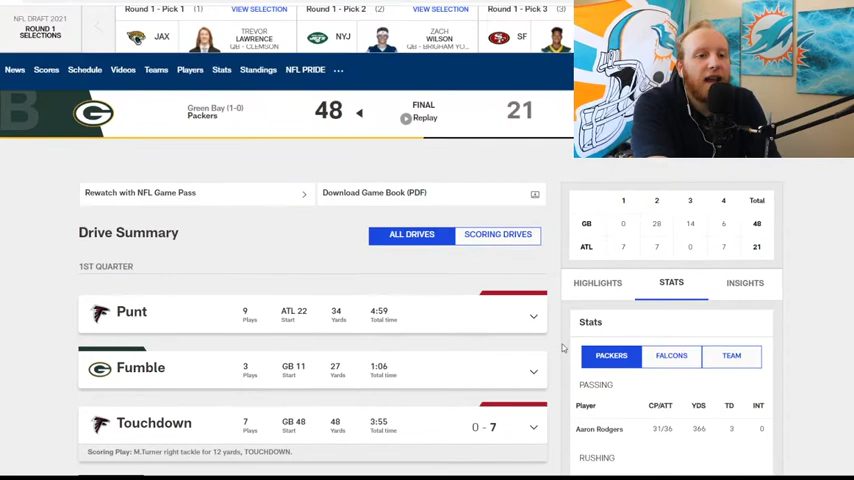 NFL DRAFT 2021
ROUND 1
SELECTIONS
Round 1 - Pick 1 (1) VIEW SELECTION
JAX
TREVOR
LAWRENCE
QB - CLEMSON
Round 1 - Pick 2 (2) VIEW SELECTION
NYJ
ZACH
WILSON
QB - BRIGHAM YO...
Round 1 - Pick 3 (3)
SF
News Scores Schedule Videos Teams Players Stats Standings NFL PRIDE ...
B
G
Green Bay (1-0)
Packers
48
FINAL
Replay
21
Rewatch with NFL Game Pass
Download Game Book (PDF)
Drive Summary
ALL DRIVES
SCORING DRIVES
1ST QUARTER
Punt 9 ATL 22 34 4:59
Plays Start Yards Total time
G
Fumble 3 GB 11 27 1:06
Plays Start Yards Total time
Touchdown 7 GB 48 48 3:55 0 - 7
Plays Start Yards Total time
Scoring Play: M.Turner right tackle for 12 yards, TOUCHDOWN.
1 2 3 4 Total
GB 0 28 14 6 48
ATL 7 7 0 7 21
HIGHLIGHTS STATS INSIGHTS
Stats
PACKERS FALCONS TEAM
PASSING
Player CP/ATT YDS TD INT
Aaron Rodgers 31/36 366 3 0
RUSHING